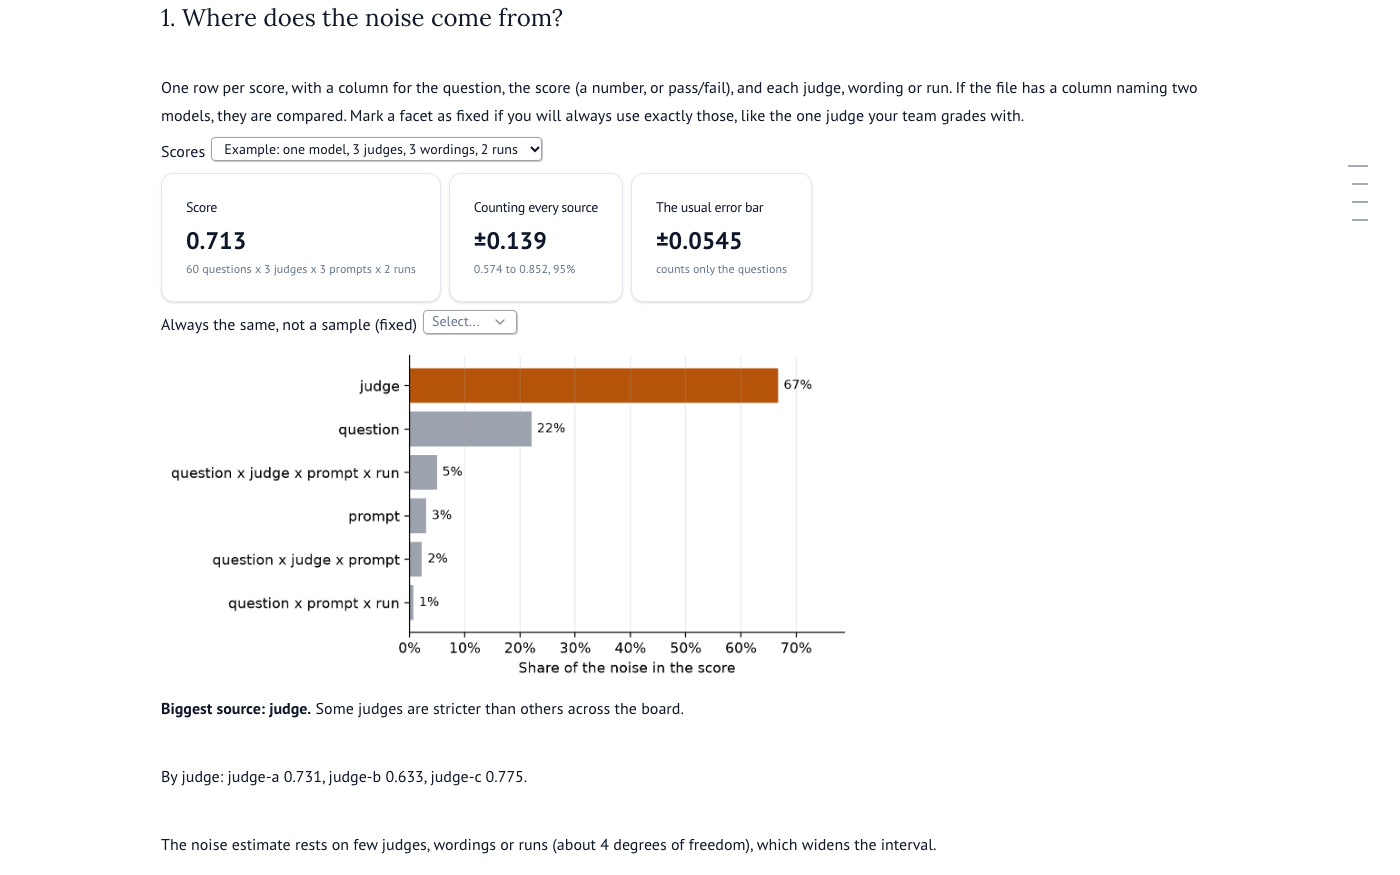 1. Where does the noise come from?
One row per score, with a column for the question, the score (a number, or pass/fail), and each judge, wording or run. If the file has a column naming two
models, they are compared. Mark a facet as fixed if you will always use exactly those, like the one judge your team grades with.
Scores Example: one model, 3 judges, 3 wordings, 2 runs
Score
0.713
60 questions x 3 judges x 3 prompts x 2 runs
Counting every source
±0.139
0.574 to 0.852, 95%
The usual error bar
±0.0545
counts only the questions
Always the same, not a sample (fixed) Select...
judge 67%
question 22%
question x judge x prompt x run 5%
prompt 3%
question x judge x prompt 2%
question x prompt x run 1%
0% 10% 20% 30% 40% 50% 60% 70%
Share of the noise in the score
Biggest source: judge. Some judges are stricter than others across the board.
By judge: judge-a 0.731, judge-b 0.633, judge-c 0.775.
The noise estimate rests on few judges, wordings or runs (about 4 degrees of freedom), which widens the interval.